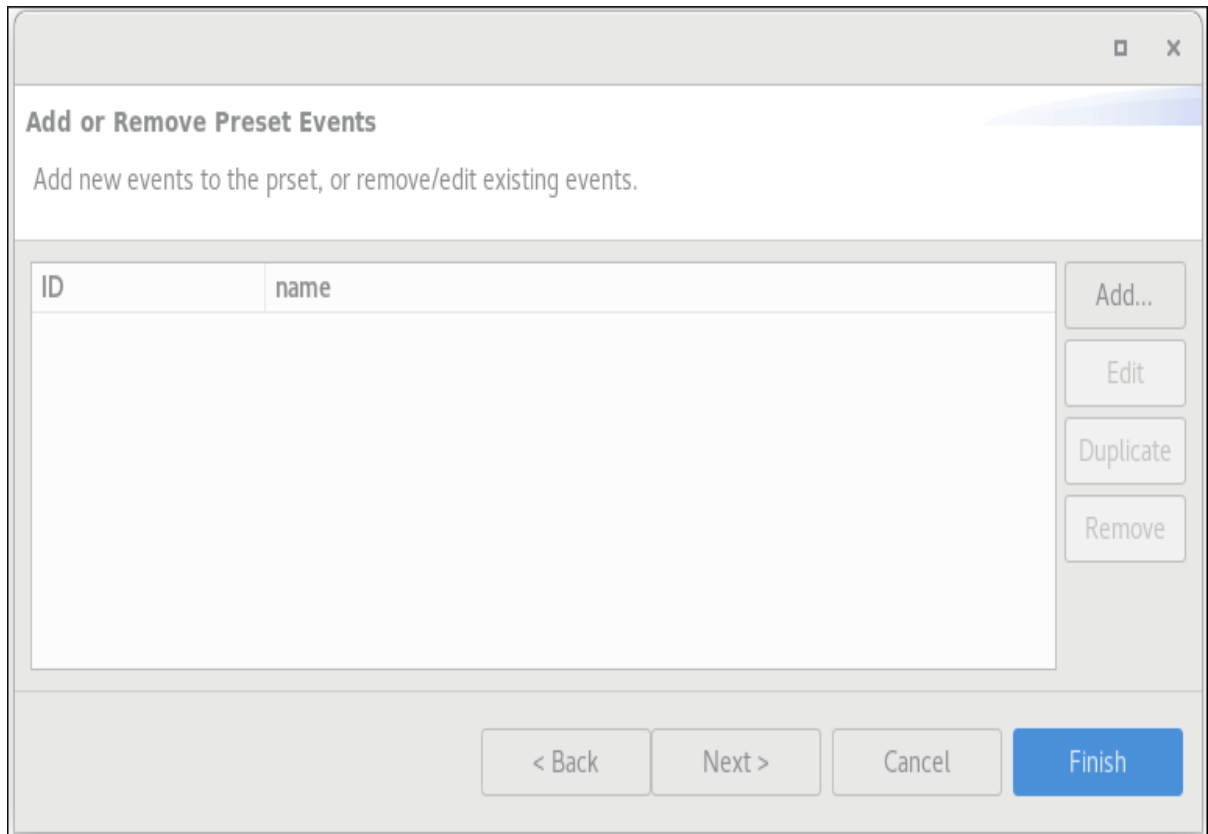 Add or Remove Preset Events
Add new events to the prset, or remove/edit existing events.
ID name
Add...
Edit
Duplicate
Remove
< Back Next > Cancel Finish